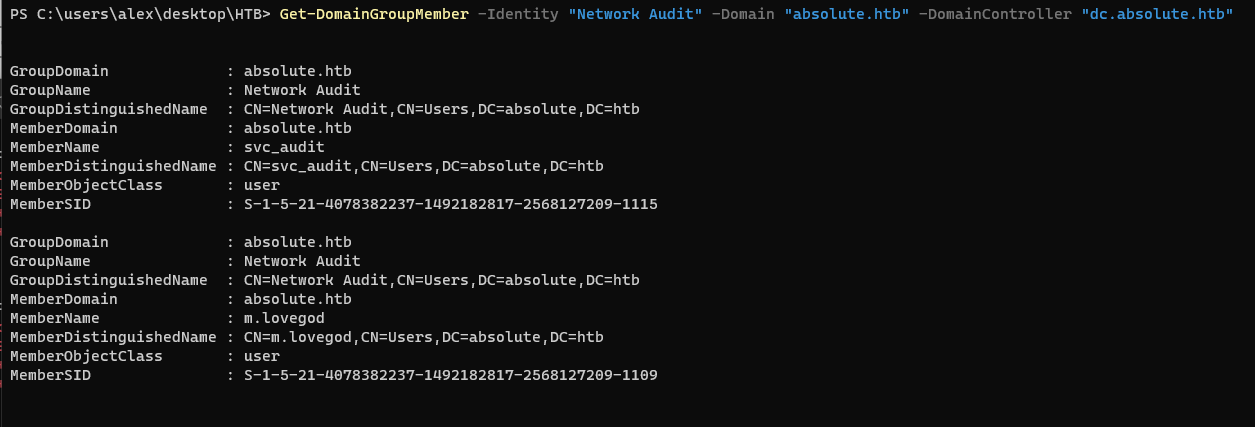 PS C:\users\alex\desktop\HTB> Get-DomainGroupMember -Identity "Network Audit" -Domain "absolute.htb" -DomainController "dc.absolute.htb"
GroupDomain             : absolute.htb
GroupName               : Network Audit
GroupDistinguishedName  : CN=Network Audit,CN=Users,DC=absolute,DC=htb
MemberDomain            : absolute.htb
MemberName              : svc_audit
MemberDistinguishedName : CN=svc_audit,CN=Users,DC=absolute,DC=htb
MemberObjectClass       : user
MemberSID               : S-1-5-21-4078382237-1492182817-2568127209-1115
GroupDomain             : absolute.htb
GroupName               : Network Audit
GroupDistinguishedName  : CN=Network Audit,CN=Users,DC=absolute,DC=htb
MemberDomain            : absolute.htb
MemberName              : m.lovegod
MemberDistinguishedName : CN=m.lovegod,CN=Users,DC=absolute,DC=htb
MemberObjectClass       : user
MemberSID               : S-1-5-21-4078382237-1492182817-2568127209-1109